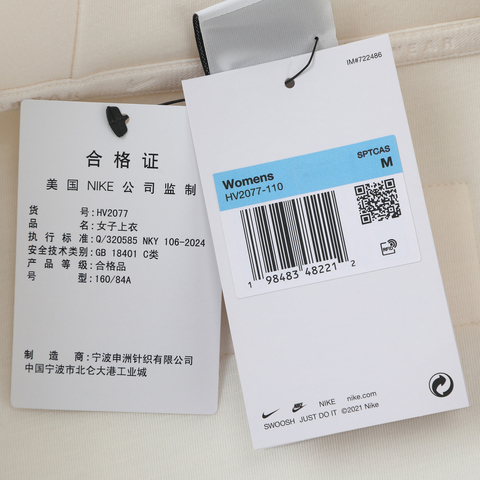 合格证
美国 NIKE 公司监制
货号:HV2077
品名:女子上衣
执行标准:Q/320585 NKY 106-2024
安全技术类别:GB 18401 C类
产品等级:合格品
号型:160/84A
制造商:宁波申洲针织有限公司
中国宁波市北仑大港工业城
IM#722486
SPTCAS
Womens
M
HV2077-110
1 98483 48221 2
RFID
NIKE nike.com
SWOOSH JUST DO IT ©2021 Nike